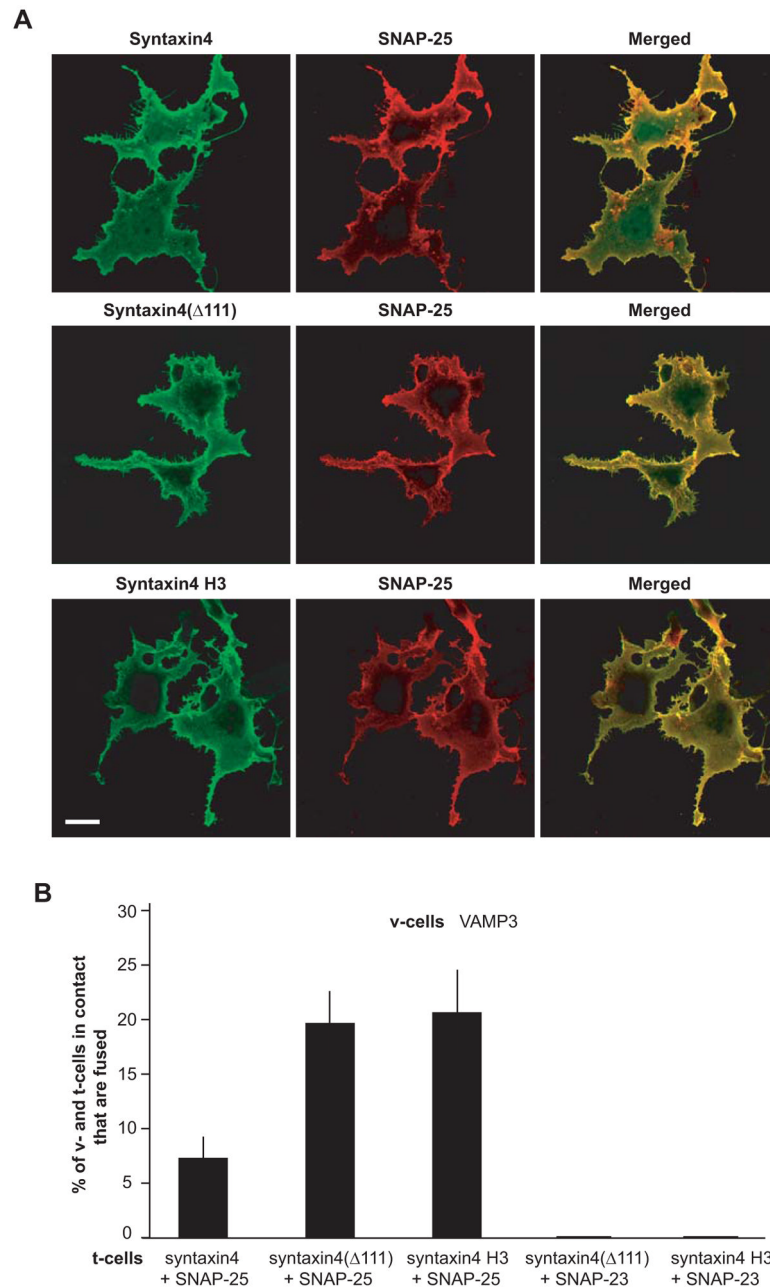 A
Syntaxin4 SNAP-25 Merged
Syntaxin4(Δ111) SNAP-25 Merged
Syntaxin4 H3 SNAP-25 Merged
B
30
25
20
15
10
5
0
% of v- and t-cells in contact
that are fused
v-cells VAMP3
t-cells syntaxin4 syntaxin4(Δ111) syntaxin4 H3 syntaxin4(Δ111) syntaxin4 H3
+ SNAP-25 + SNAP-25 + SNAP-25 + SNAP-23 + SNAP-23